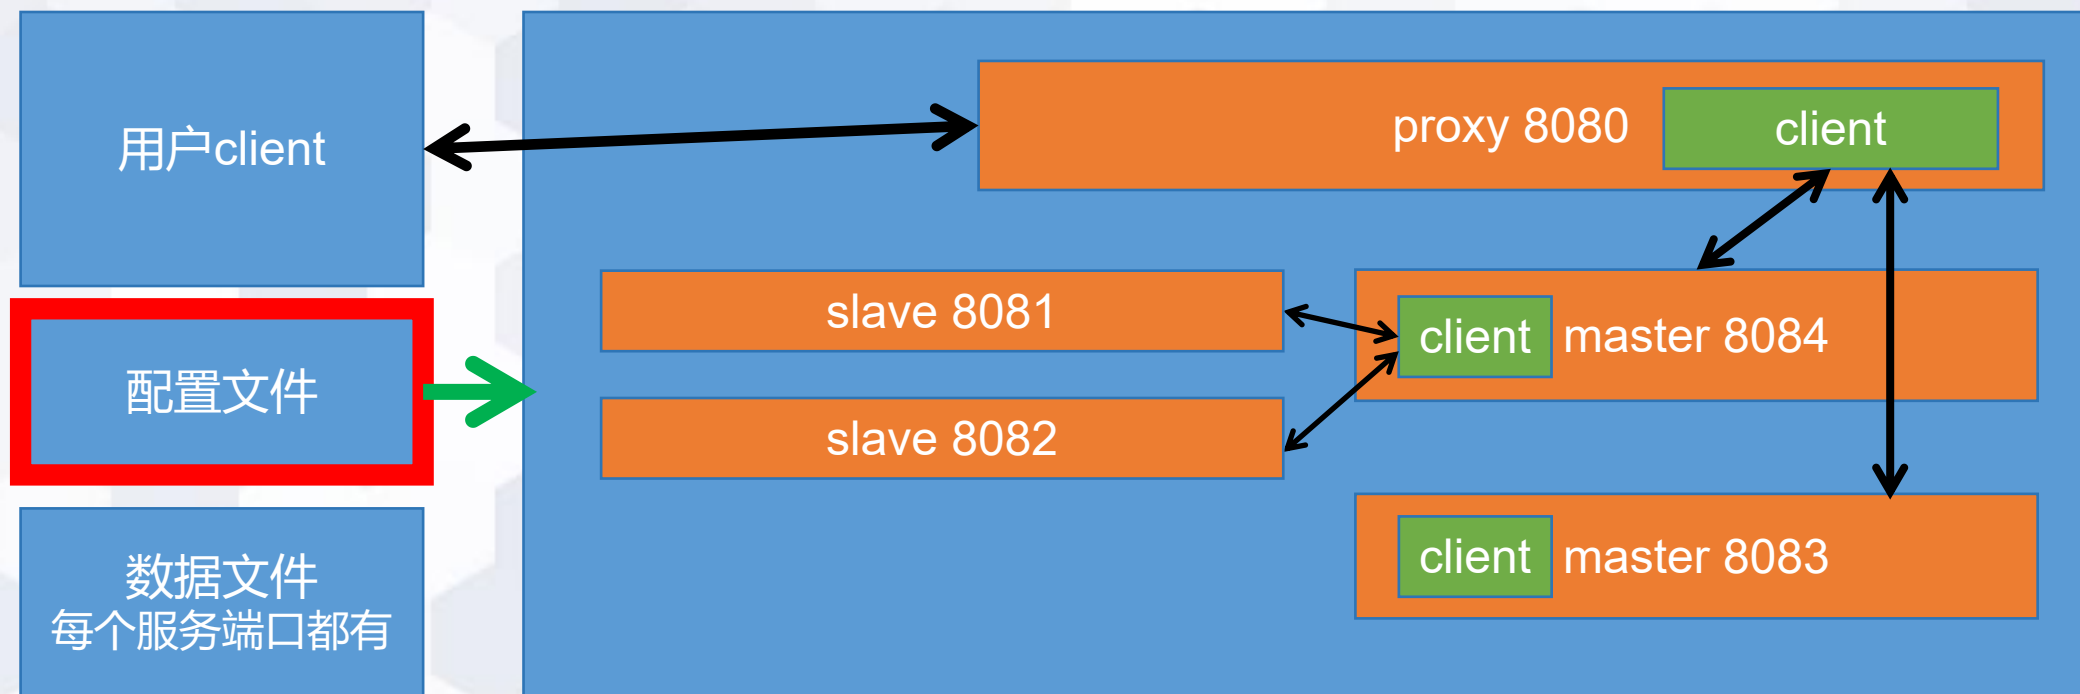 用户client
proxy 8080
client
slave 8081
client
master 8084
配置文件
slave 8082
client
master 8083
数据文件
每个服务端口都有